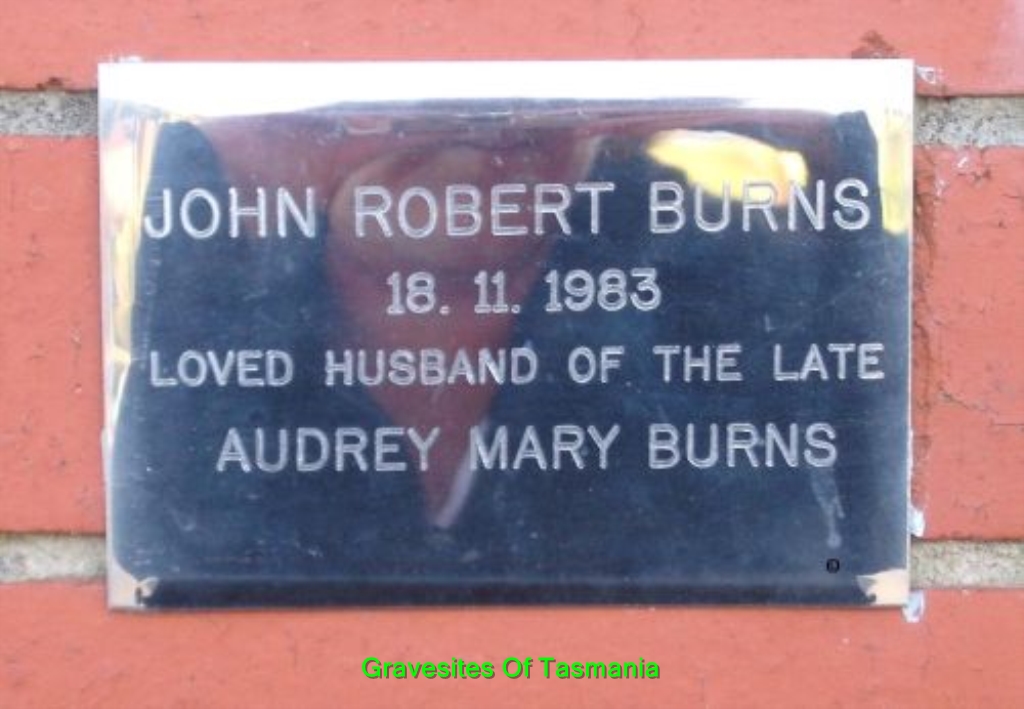 JOHN ROBERT BURNS
18. 11. 1983
LOVED HUSBAND OF THE LATE
AUDREY MARY BURNS
Gravesites Of Tasmania